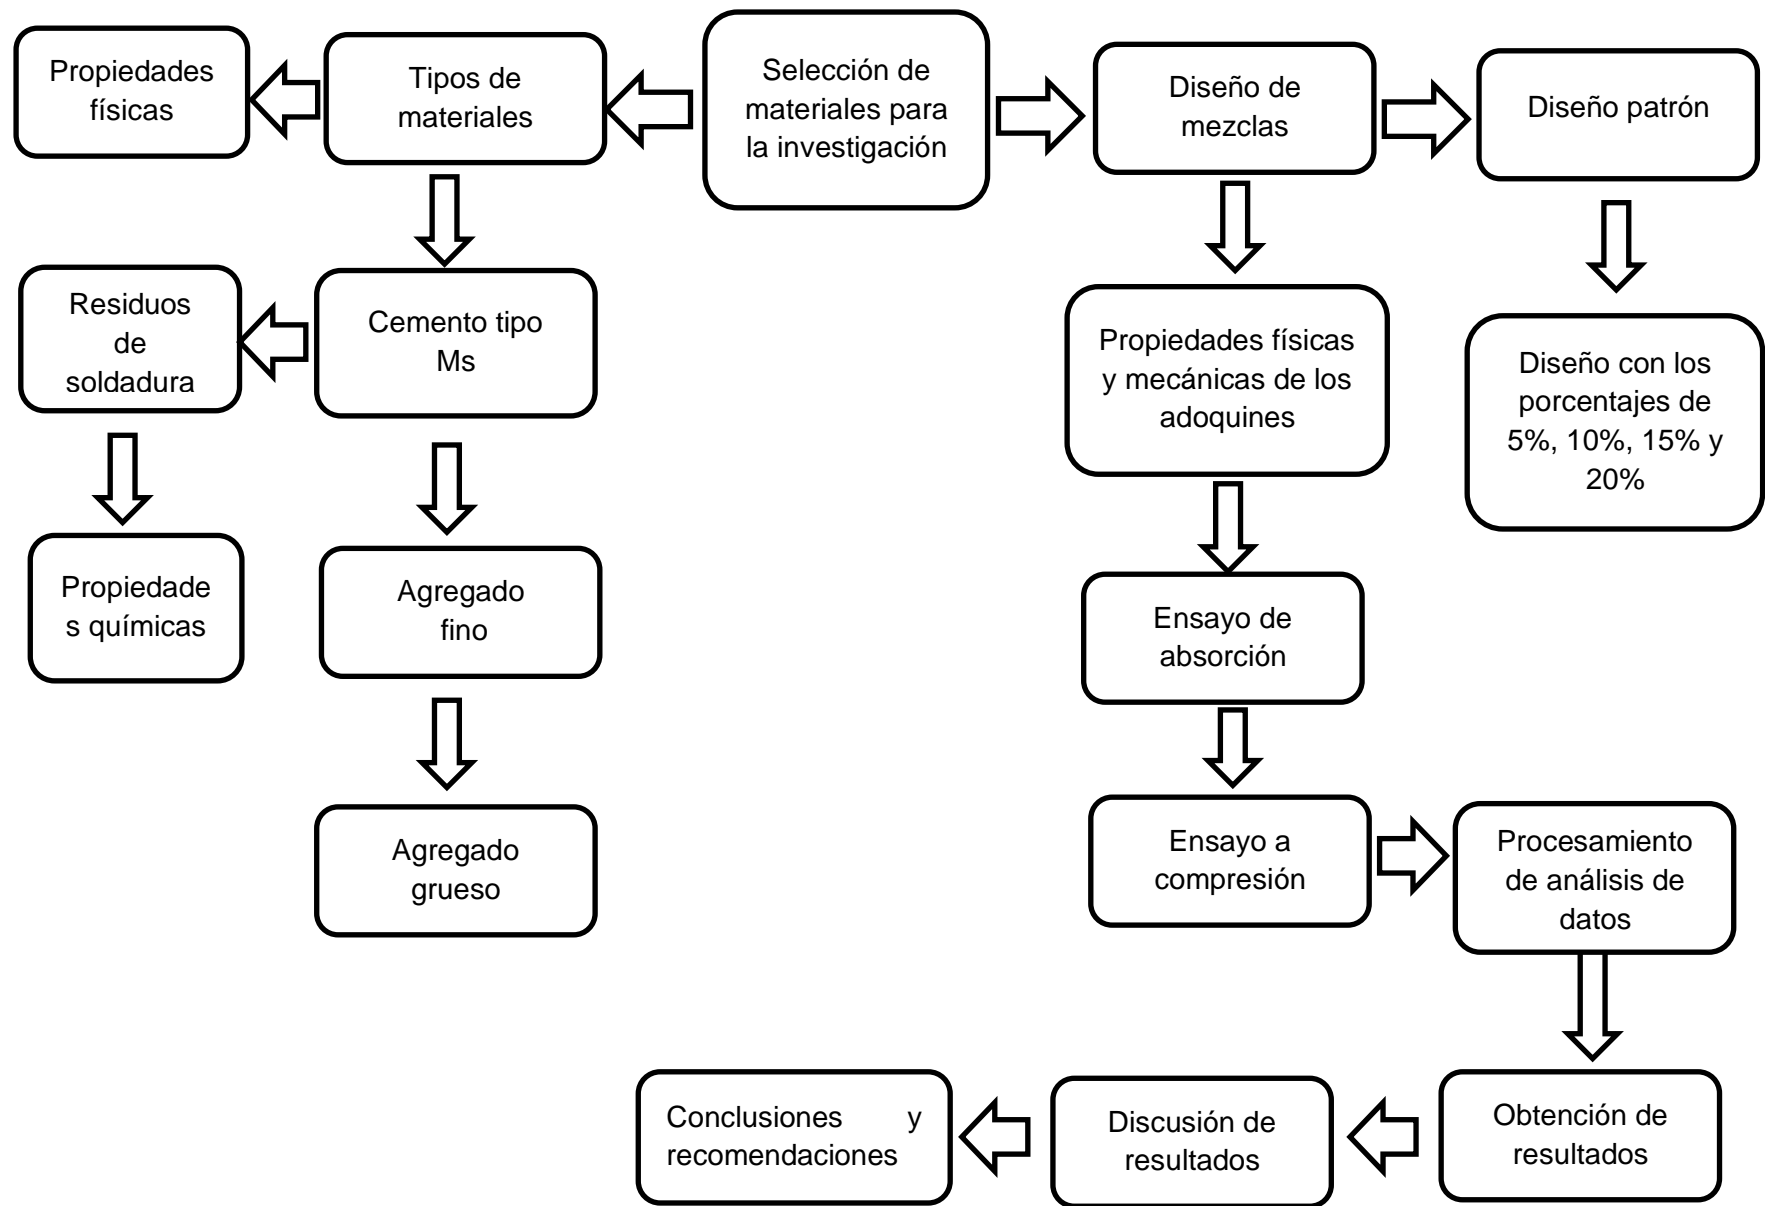 Propiedades
físicas
Tipos de
materiales
Selección de
materiales para
la investigación
Diseño de
mezclas
Diseño patrón
Residuos
de
soldadura
Cemento tipo
Ms
Propiedades físicas
y mecánicas de los
adoquines
Diseño con los
porcentajes de
5%, 10%, 15% y
20%
Propiedade
s químicas
Agregado
fino
Ensayo de
absorción
Agregado
grueso
Ensayo a
compresión
Procesamiento
de análisis de
datos
Conclusiones y
recomendaciones
Discusión de
resultados
Obtención de
resultados